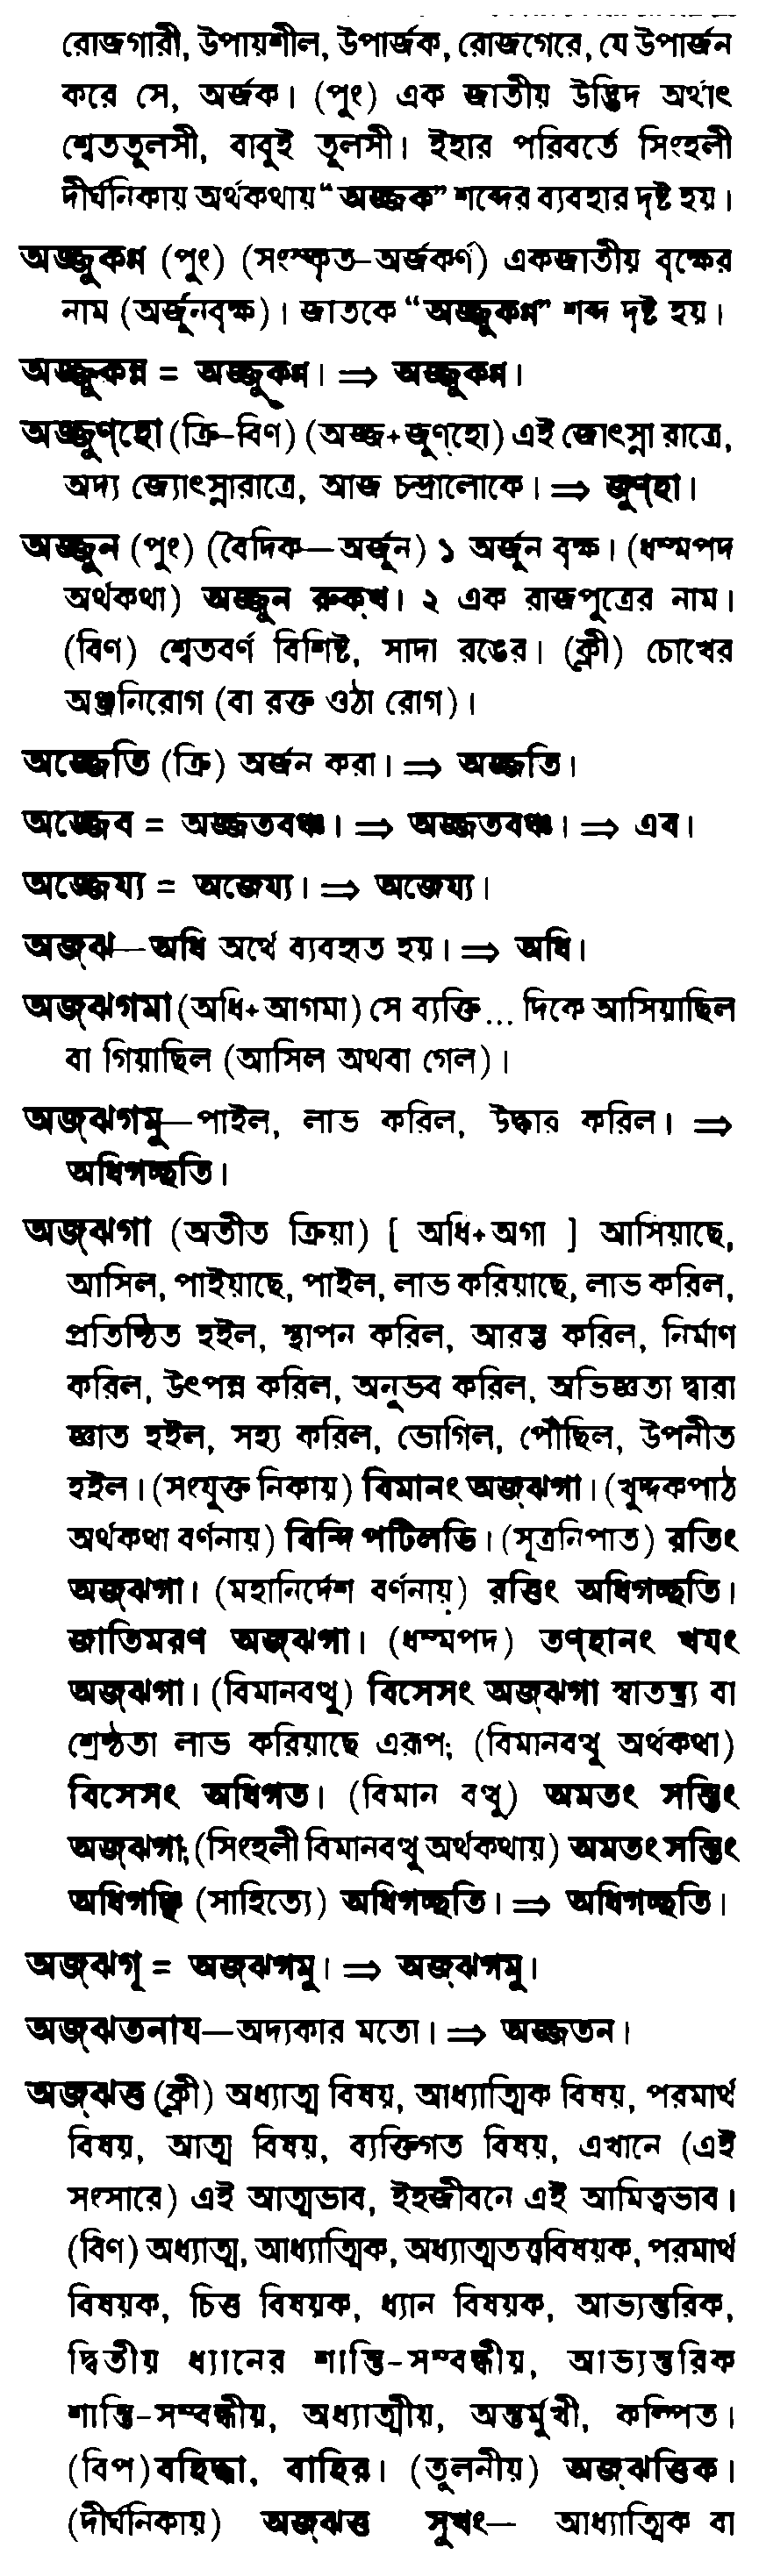 রোজগারী, উপায়শীল, উপার্জক, রোজগেরে, যে উপার্জন
করে সে, অর্জক। (পুং) এক জাতীয় উদ্ভিদ অর্থাৎ
শ্বেততুলসী, বাবুই তুলসী। ইহার পরিবর্তে সিংহলী
দীর্ঘনিকায় অর্থকথায় “অজ্জক” শব্দের ব্যবহার দৃষ্ট হয়।
অজ্জুকণ্ণ (পুং) (সংস্কৃত–অর্জকর্ণ) একজাতীয় বৃক্ষের
নাম (অর্জুনবৃক্ষ)। জাতকে “অজ্জুকণ্ণ” শব্দ দৃষ্ট হয়।
অজ্জুকন্ন = অজ্জুকণ্ণ। ⇒ অজ্জুকণ্ণ।
অজ্জুণ্‌হো (ক্রি-বিণ) (অজ্জ+জুণ্‌হো) এই জোৎস্না রাত্রে,
অদ্য জ্যোৎস্নারাত্রে, আজ চন্দ্রালোকে। ⇒ জুণ্‌হা।
অজ্জুন (পুং) (বৈদিক—অর্জুন) ১ অর্জুন বৃক্ষ। (ধম্মপদ
অর্থকথা) অজ্জুন রুক্‌খ। ২ এক রাজপুত্রের নাম।
(বিণ) শ্বেতবর্ণ বিশিষ্ট, সাদা রঙের। (ক্লী) চোখের
অঞ্জনিরোগ (বা রক্ত ওঠা রোগ)।
অজ্জেতি (ক্রি) অর্জন করা। ⇒ অজ্জতি।
অজ্জেব = অজ্জতবঞ্চ। ⇒ অজ্জতবঞ্চ। ⇒ এব।
অজ্জেয্য = অজেয্য। ⇒ অজেয্য।
অজ্‌ঝ—অধি অর্থে ব্যবহৃত হয়। ⇒ অধি।
অজ্‌ঝগমা (অধি+আগমা) সে ব্যক্তি... দিকে আসিয়াছিল
বা গিয়াছিল (আসিল অথবা গেল)।
অজ্‌ঝগমু—পাইল, লাভ করিল, উদ্ধার করিল। ⇒
অধিগচ্ছতি।
অজ্‌ঝগা (অতীত ক্রিয়া) [ অধি+অগা ] আসিয়াছে,
আসিল, পাইয়াছে, পাইল, লাভ করিয়াছে, লাভ করিল,
প্রতিষ্ঠিত হইল, স্থাপন করিল, আরম্ভ করিল, নির্মাণ
করিল, উৎপন্ন করিল, অনুভব করিল, অভিজ্ঞতা দ্বারা
জ্ঞাত হইল, সহ্য করিল, ভোগিল, পৌঁছিল, উপনীত
হইল। (সংযুক্ত নিকায়) বিমানং অজ্‌ঝগা। (খুদ্দকপাঠ
অর্থকথা বর্ণনায়) বিন্দি পটিলভি। (সূত্রনিপাত) রতিং
অজ্‌ঝগা। (মহানির্দেশ বর্ণনায়) রত্তিং অধিগচ্ছতি।
জাতিমরণ অজ্‌ঝগা। (ধম্মপদ) তণ্‌হানং খযং
অজ্‌ঝগা। (বিমানবত্থু) বিসেসং অজ্‌ঝগা স্বাতন্ত্র্য বা
শ্রেষ্ঠতা লাভ করিয়াছে এরূপ; (বিমানবত্থু অর্থকথা)
বিসেসং অধিগত। (বিমান বত্থু) অমতং সন্তিং
অজ্‌ঝগা; (সিংহলী বিমানবত্থু অর্থকথায়) অমতং সন্তিং
অধিগঞ্ছি (সাহিত্যে) অধিগচ্ছতি। ⇒ অধিগচ্ছতি।
অজ্‌ঝগূ = অজ্‌ঝগমু। ⇒ অজ্‌ঝগমু।
অজ্‌ঝতনায—অদ্যকার মতো। ⇒ অজ্জতন।
অজ্‌ঝত্ত (ক্লী) অধ্যাত্ম বিষয়, আধ্যাত্মিক বিষয়, পরমার্থ
বিষয়, আত্ম বিষয়, ব্যক্তিগত বিষয়, এখানে (এই
সংসারে) এই আত্মভাব, ইহজীবনে এই আমিত্বভাব।
(বিণ) অধ্যাত্ম, আধ্যাত্মিক, অধ্যাত্মতত্ত্ববিষয়ক, পরমার্থ
বিষয়ক, চিত্ত বিষয়ক, ধ্যান বিষয়ক, আভ্যন্তরিক,
দ্বিতীয় ধ্যানের শান্তি-সম্বন্ধীয়, আভ্যন্তরিক
শান্তি-সম্বন্ধীয়, অধ্যাত্মীয়, অন্তর্মুখী, কম্পিত।
(বিপ) বহিদ্ধা, বাহির। (তুলনীয়) অজ্‌ঝত্তিক।
(দীর্ঘনিকায়) অজ্‌ঝত্ত সুখং— আধ্যাত্মিক বা